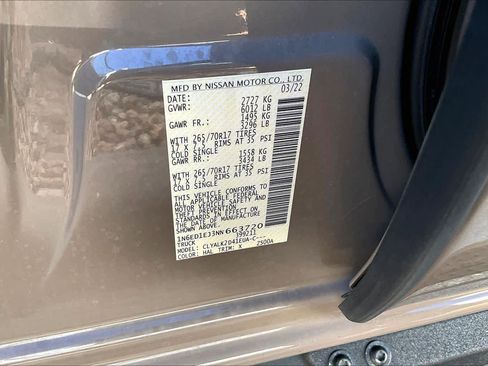 MFD BY NISSAN MOTOR CO., LTD.
DATE: 03/22
GVWR: 2727 KG
6012 LB
GAWR FR.: 1495 KG
3296 LB
WITH 265/70R17 TIRES
17 X 7.5 RIMS AT 35 PSI
COLD SINGLE
GAWR RR.: 1558 KG
3434 LB
WITH 265/70R17 TIRES
17 X 7.5 RIMS AT 35 PSI
COLD SINGLE
THIS VEHICLE CONFORMS TO
ALL APPLICABLE FEDERAL
MOTOR VEHICLE SAFETY AND
STANDARDS IN EFFECT ON THE
DATE OF MANUFACTURE
SHOWN ABOVE.
1N6ED1EJ3NN663720
TRUCK 199211
MODEL:
COLOR: HAL TRIM: X 2500A